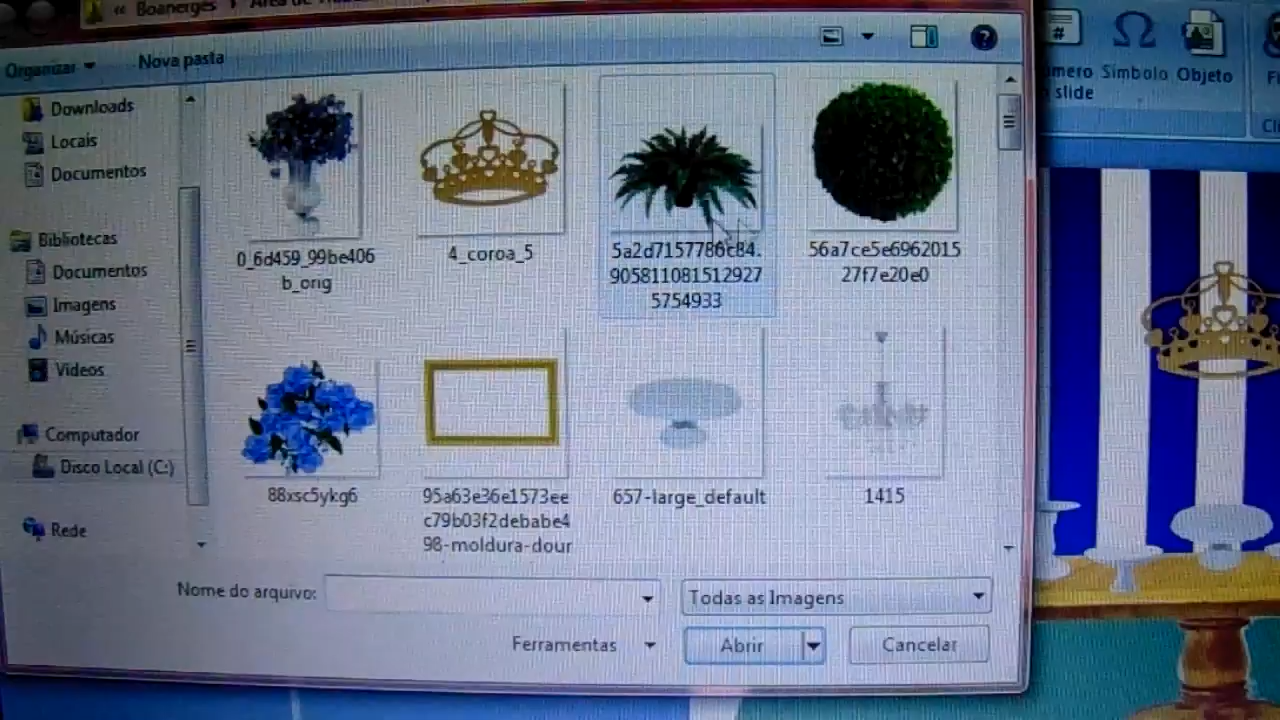 « Boanerges
Organizar
Nova pasta
Downloads
Locais
Documentos
Bibliotecas
Documentos
Imagens
Músicas
Vídeos
Computador
Disco Local (C:)
Rede
0_6d459_99be406
b_orig
4_coroa_5
5a2d7157786c84.
905811081512927
5754933
56a7ce5e6962015
27f7e20e0
88xsc5ykg6
95a63e36e1573ee
c79b03f2debabe4
98-moldura-dour
657-large_default
1415
Nome do arquivo:
Todas as Imagens
Ferramentas
Abrir
Cancelar
#
Ω
Símbolo
Objeto
slide